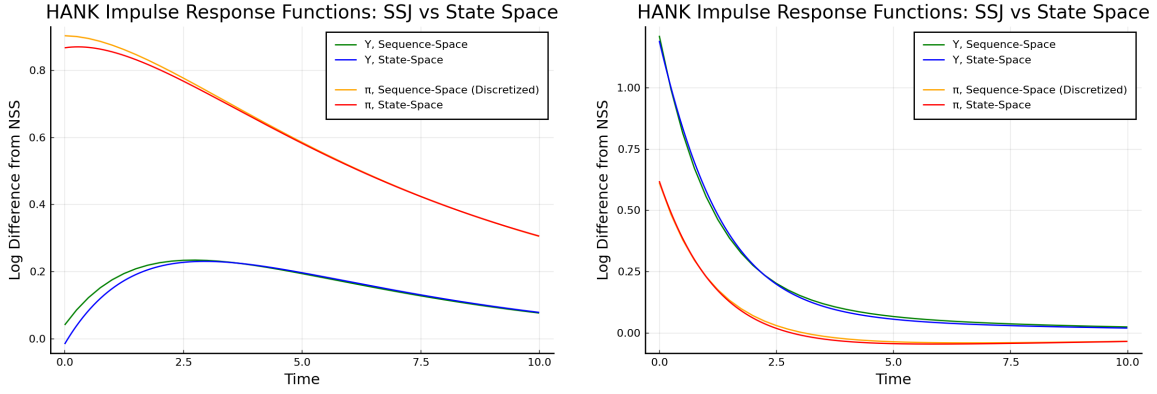 HANK Impulse Response Functions: SSJ vs State Space
Log Difference from NSS
0.8
0.6
0.4
0.2
0.0
Y, Sequence-Space
Y, State-Space
π, Sequence-Space (Discretized)
π, State-Space
0.0
2.5
5.0
7.5
10.0
Time
HANK Impulse Response Functions: SSJ vs State Space
Log Difference from NSS
1.00
0.75
0.50
0.25
0.00
Y, Sequence-Space
Y, State-Space
π, Sequence-Space (Discretized)
π, State-Space
0.0
2.5
5.0
7.5
10.0
Time